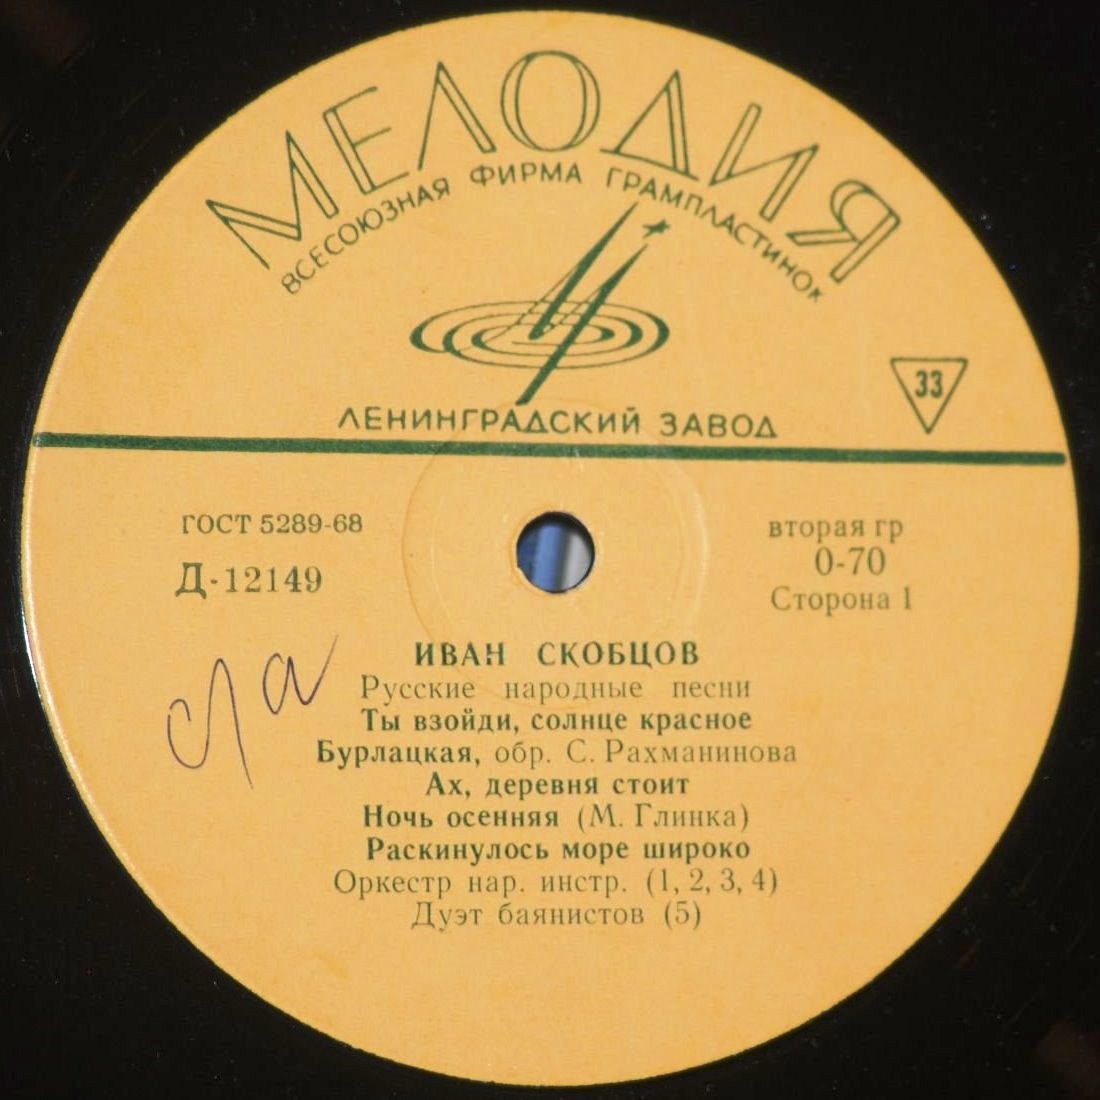 МЕЛОДИЯ
ВСЕСОЮЗНАЯ ФИРМА ГРАМПЛАСТИНОК
33
ЛЕНИНГРАДСКИЙ ЗАВОД
ГОСТ 5289-68
Д-12149
вторая гр
0-70
Сторона 1
ИВАН СКОБЦОВ
Русские народные песни
Ты взойди, солнце красное
Бурлацкая, обр. С. Рахманинова
Ах, деревня стоит
Ночь осенняя (М. Глинка)
Раскинулось море широко
Оркестр нар. инстр. (1, 2, 3, 4)
Дуэт баянистов (5)